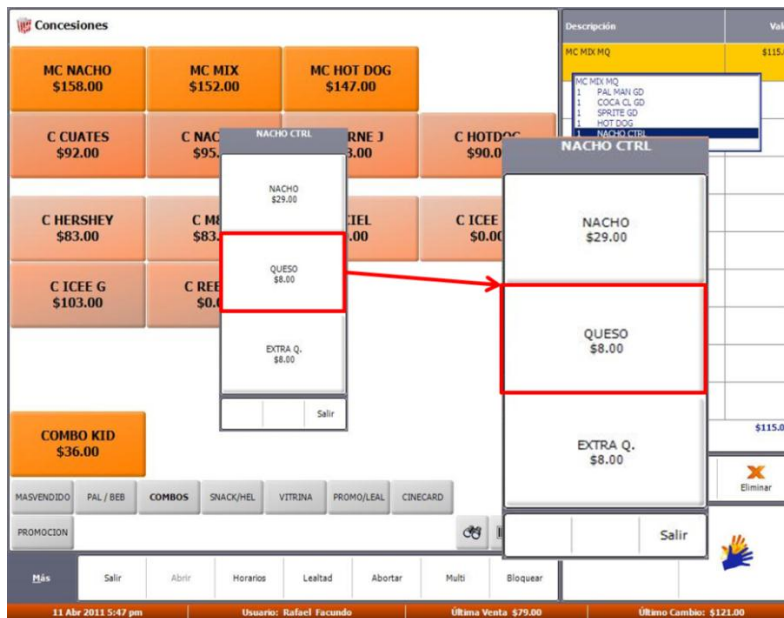 Concesiones
MC NACHO
$158.00
MC MIX
$152.00
MC HOT DOG
$147.00
C CUATES
$92.00
C NAC
$95.
RNE J
3.00
C HOTDOG
$90.0
C HERSHEY
$83.00
C M&
$83.
IEL
.00
C ICEE
$0.00
C ICEE G
$103.00
C REE
$0.0
COMBO KID
$36.00
NACHO CTRL
NACHO
$29.00
QUESO
$8.00
EXTRA Q.
$8.00
Salir
NACHO CTRL
NACHO
$29.00
QUESO
$8.00
EXTRA Q.
$8.00
Salir
Descripción Val
MC MIX MQ $115.
MC MIX MQ
1 PAL MAN GD
1 COCA CL GD
1 SPRITE GD
1 HOT DOG
1 NACHO CTRL
$115.0
Eliminar
MASVENDIDO PAL / BEB COMBOS SNACK/HEL VITRINA PROMO/LEAL CINECARD
PROMOCION
Más Salir Abrir Horarios Lealtad Abortar Multi Bloquear
11 Abr 2011 5:47 pm Usuario: Rafael Facundo Última Venta $79.00 Último Cambio: $121.00